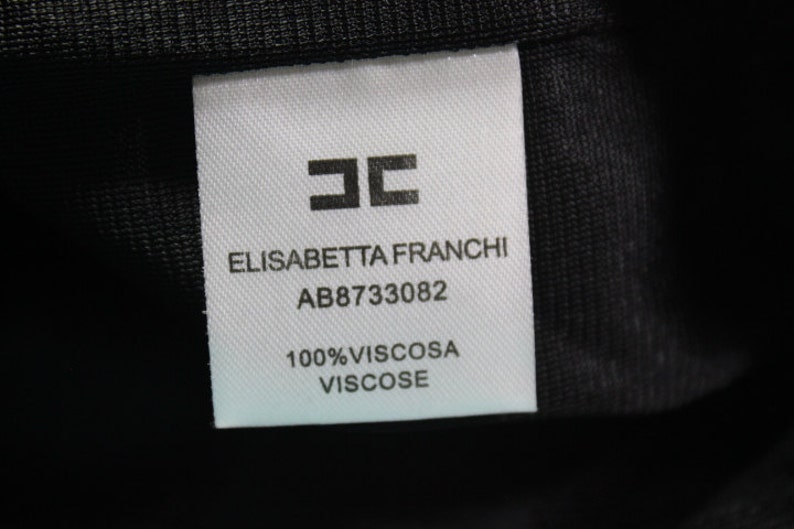 ELISABETTA FRANCHI
AB8733082
100%VISCOSA
VISCOSE